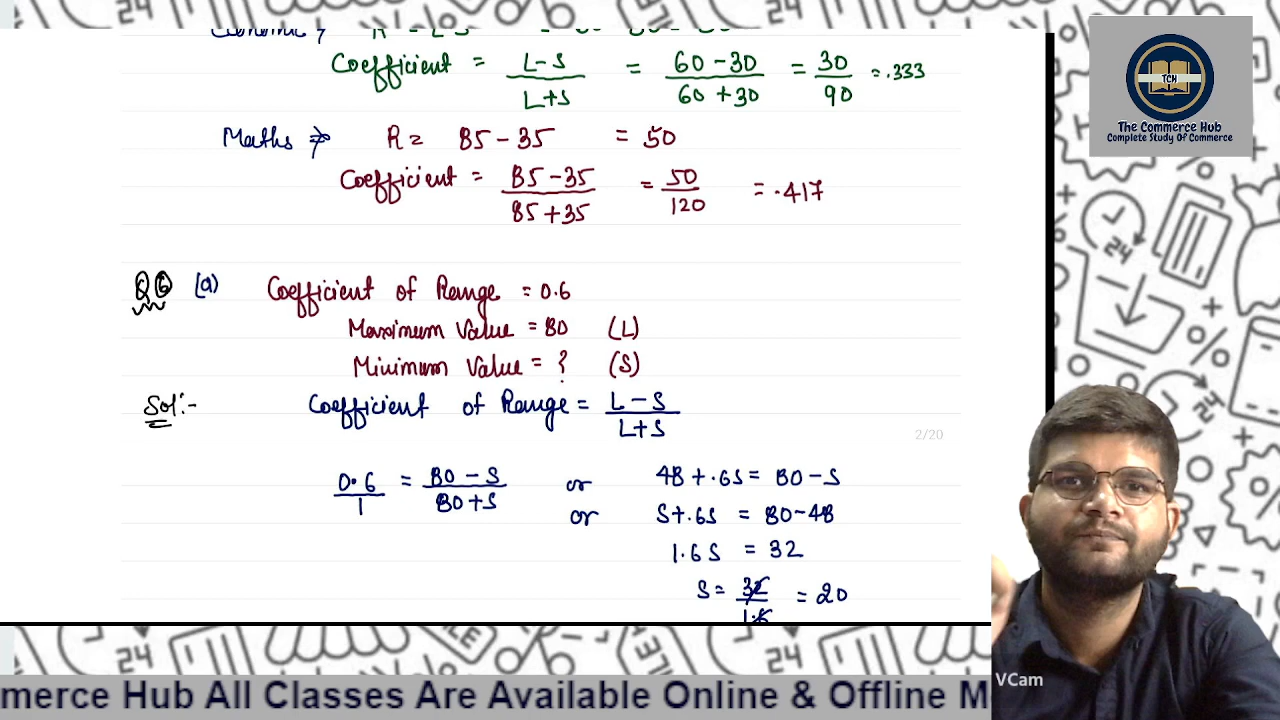 Coefficient = L-S / L+S = 60-30 / 60+30 = 30 / 90 = .333
Maths ⇒ R = 85-35 = 50
Coefficient = 85-35 / 85+35 = 50 / 120 = .417
Q6 (a) Coefficient of Range = 0.6
Maximum Value = 80 (L)
Minimum Value = ? (S)
Sol:- Coefficient of Range = L-S / L+S
2/20
0.6 / 1 = 80-S / 80+S or 48+.6S = 80-S
or S+.6S = 80-48
1.6S = 32
S = 32 / 1.6 = 20
TCH
The Commerce Hub
Complete Study Of Commerce
VCam
mmerce Hub All Classes Are Available Online & Offline M